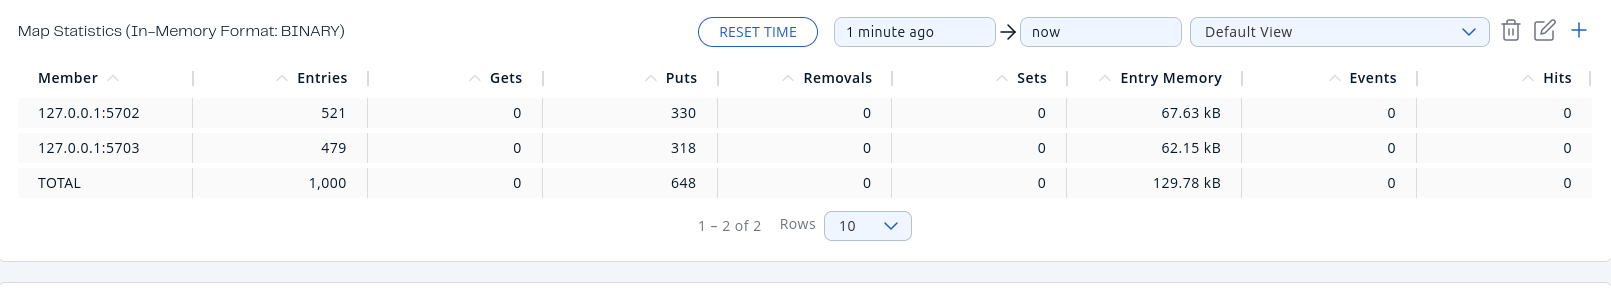 Map Statistics (In-Memory Format: BINARY) RESET TIME 1 minute ago now Default View
Member Entries Gets Puts Removals Sets Entry Memory Events Hits
127.0.0.1:5702 521 0 330 0 0 67.63 kB 0 0
127.0.0.1:5703 479 0 318 0 0 62.15 kB 0 0
TOTAL 1,000 0 648 0 0 129.78 kB 0 0
1 – 2 of 2 Rows 10